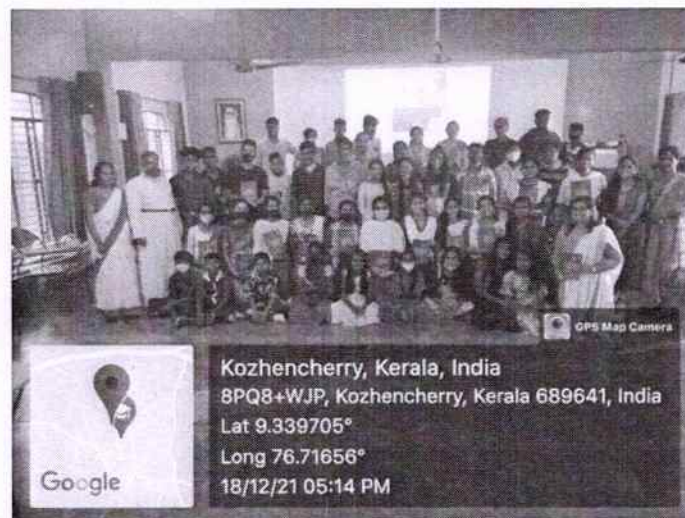 GPS Map Camera
Kozhencherry, Kerala, India
8PQ8+WJP, Kozhencherry, Kerala 689641, India
Lat 9.339705°
Long 76.71656°
18/12/21 05:14 PM
Google